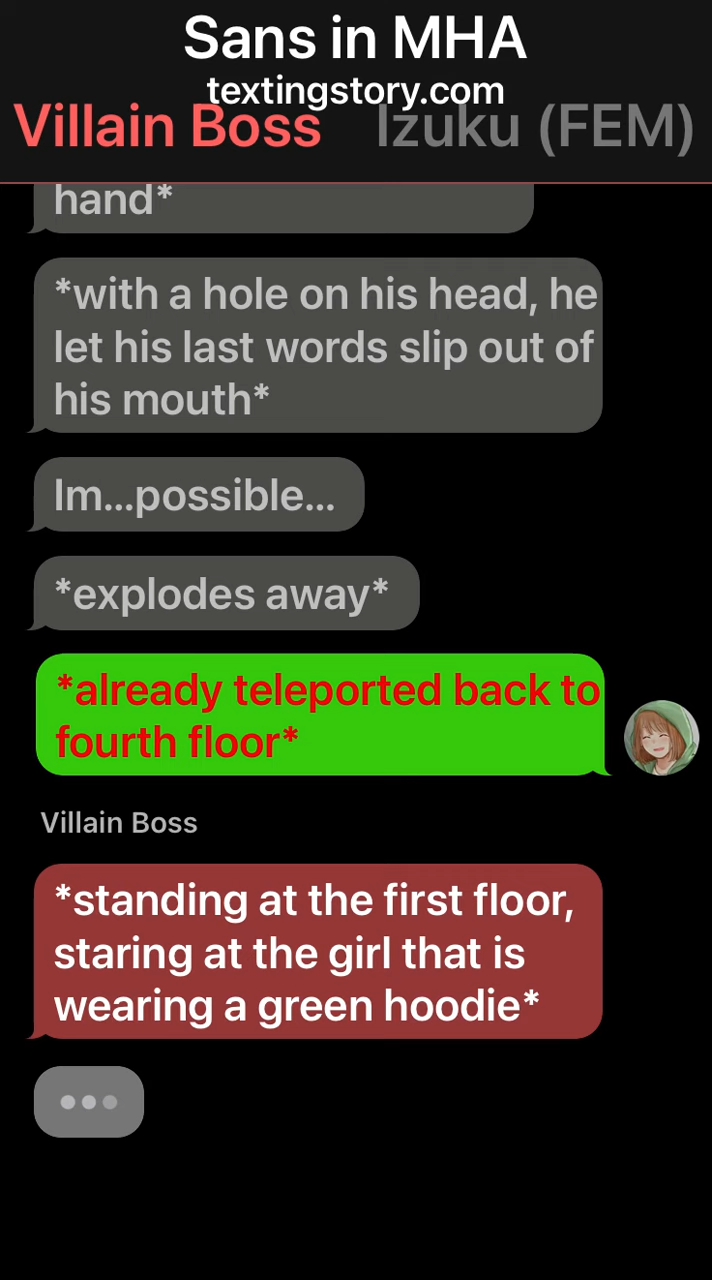 Sans in MHA
textingstory.com
Villain Boss Izuku (FEM)
hand*
*with a hole on his head, he
let his last words slip out of
his mouth*
Im...possible...
*explodes away*
*already teleported back to
fourth floor*
Villain Boss
*standing at the first floor,
staring at the girl that is
wearing a green hoodie*